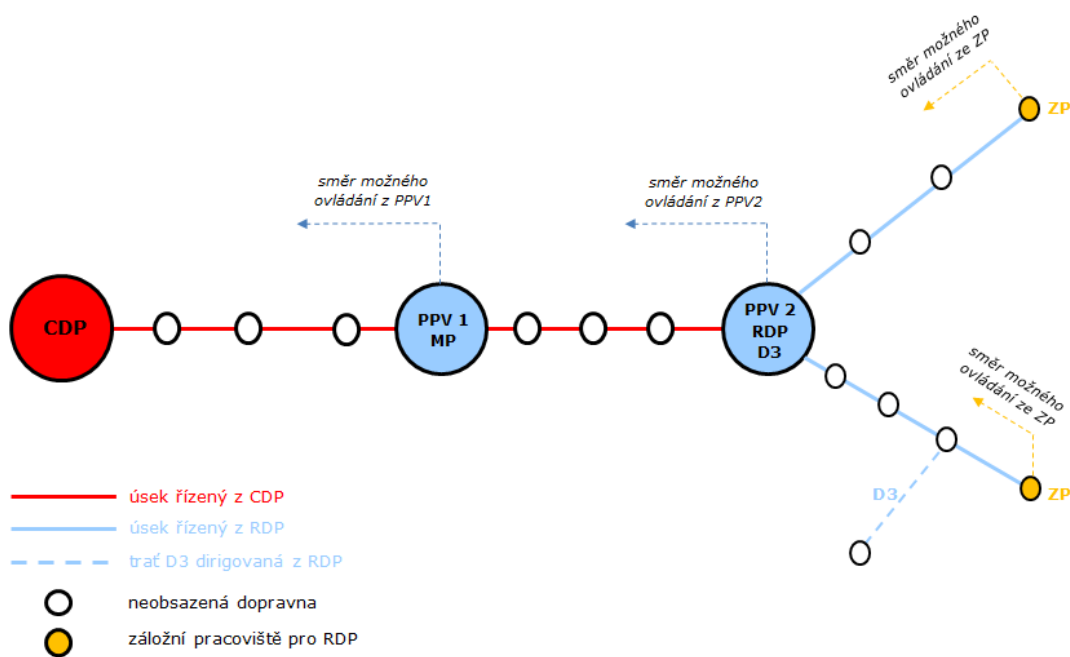 směr možného
ovládání ze ZP
ZP
směr možného
ovládání z PPV1
směr možného
ovládání z PPV2
CDP
PPV 1
MP
PPV 2
RDP
D3
směr možného
ovládání ze ZP
ZP
D3
úsek řízený z CDP
úsek řízený z RDP
trať D3 dirigovaná z RDP
neobsazená dopravna
záložní pracoviště pro RDP